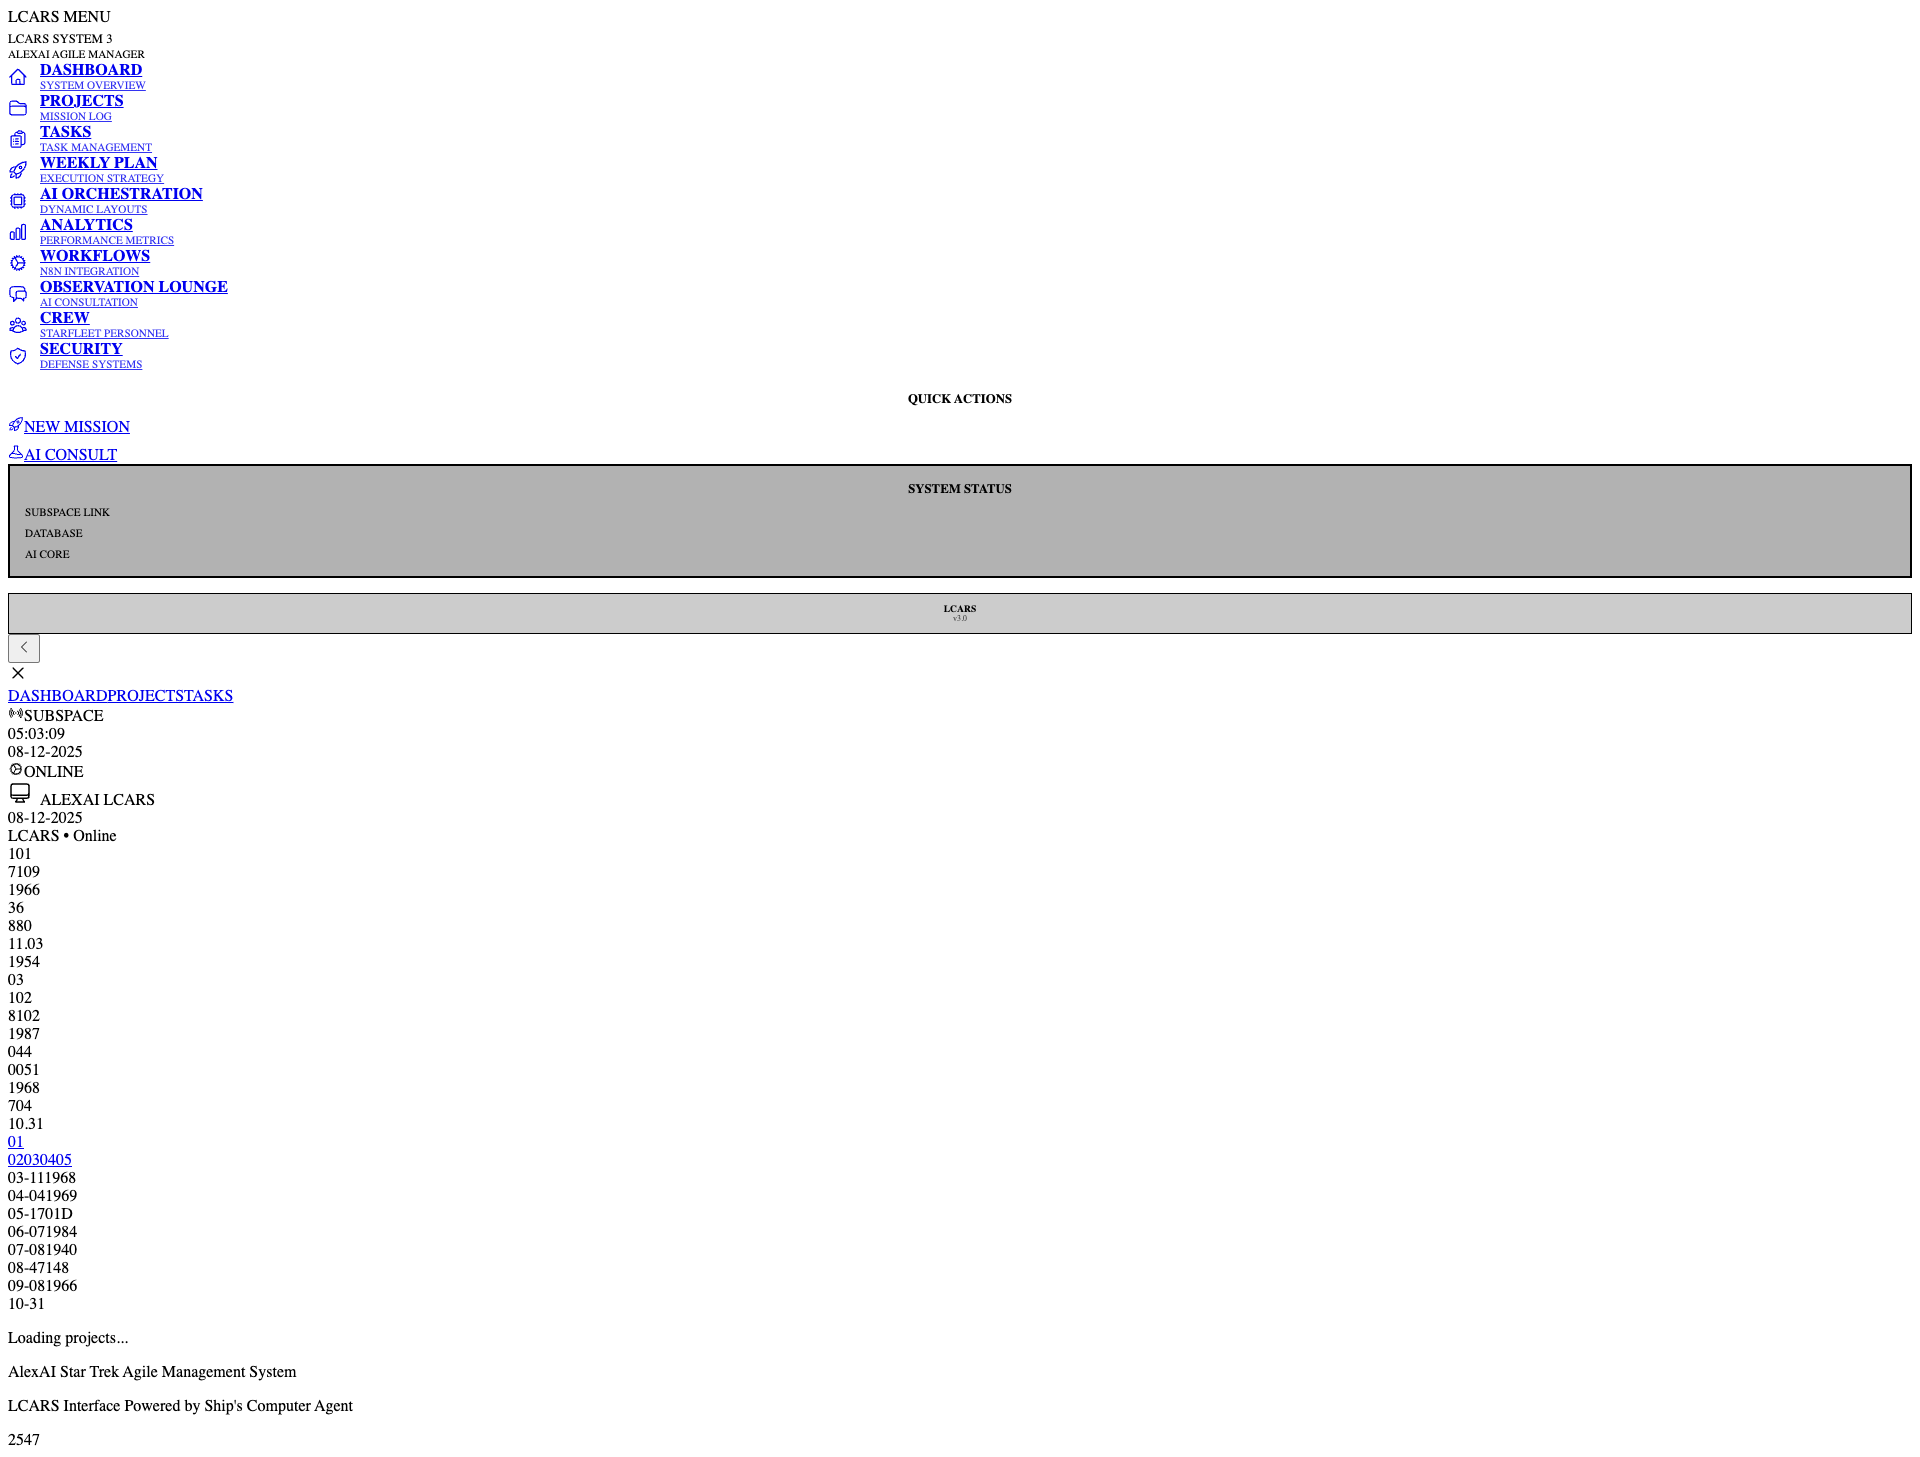 LCARS MENU
LCARS SYSTEM 3
ALEXAI AGILE MANAGER
DASHBOARD
SYSTEM OVERVIEW
PROJECTS
MISSION LOG
TASKS
TASK MANAGEMENT
WEEKLY PLAN
EXECUTION STRATEGY
AI ORCHESTRATION
DYNAMIC LAYOUTS
ANALYTICS
PERFORMANCE METRICS
WORKFLOWS
N8N INTEGRATION
OBSERVATION LOUNGE
AI CONSULTATION
CREW
STARFLEET PERSONNEL
SECURITY
DEFENSE SYSTEMS
QUICK ACTIONS
NEW MISSION
AI CONSULT
SYSTEM STATUS
SUBSPACE LINK
DATABASE
AI CORE
LCARS
v3.0
DASHBOARDPROJECTSTASKS
SUBSPACE
05:03:09
08-12-2025
ONLINE
ALEXAI LCARS
08-12-2025
LCARS • Online
101
7109
1966
36
880
11.03
1954
03
102
8102
1987
044
0051
1968
704
10.31
01
02030405
03-111968
04-041969
05-1701D
06-071984
07-081940
08-47148
09-081966
10-31
Loading projects...
AlexAI Star Trek Agile Management System
LCARS Interface Powered by Ship's Computer Agent
2547